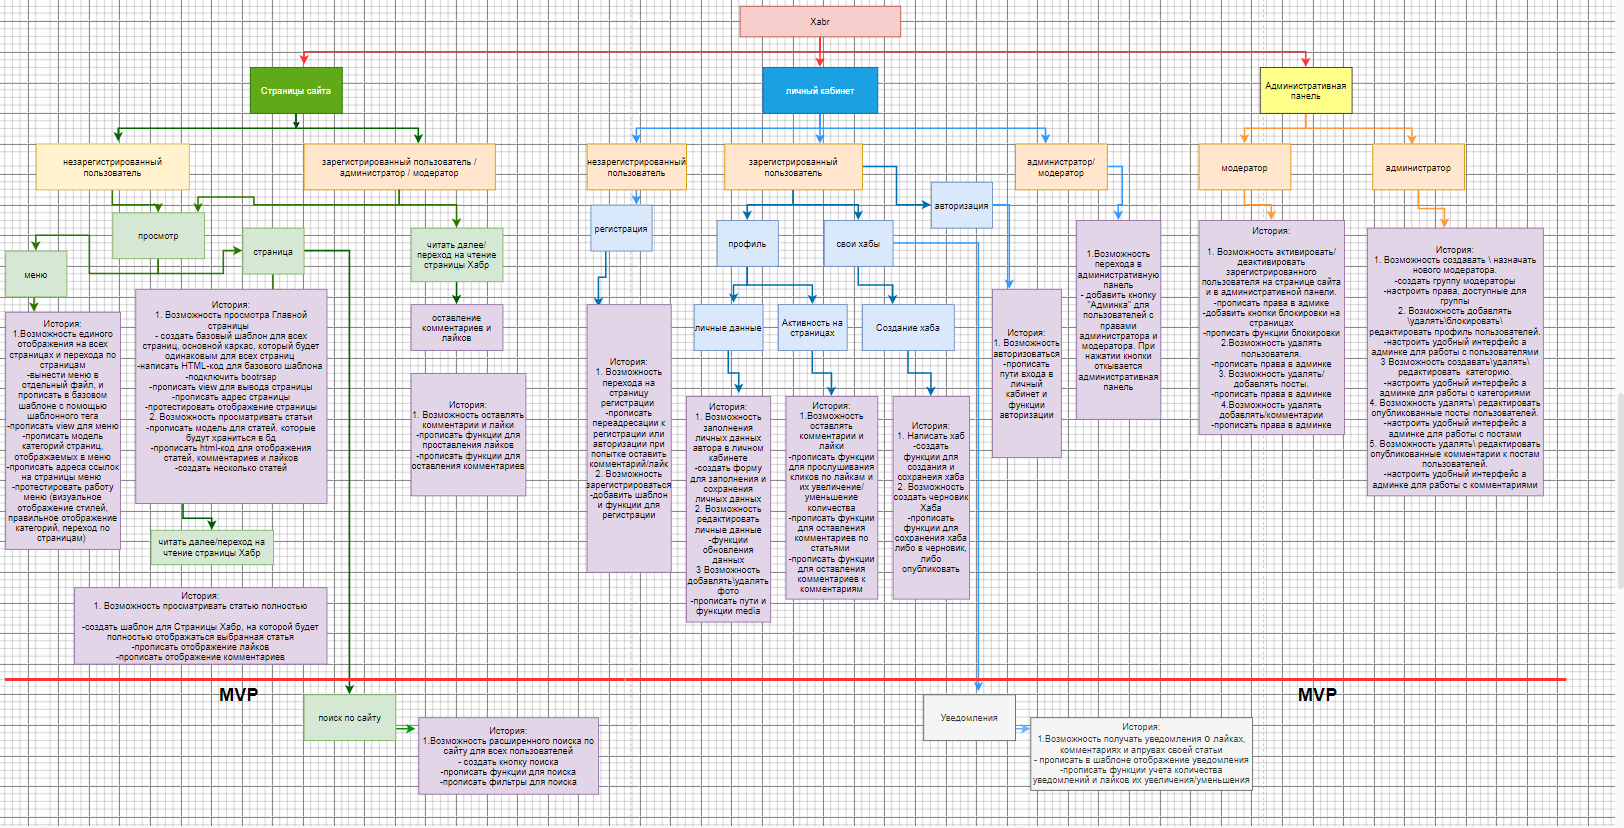 Xabr
Страницы сайта
личный кабинет
Административная
панель
незарегистрированный
пользователь
зарегистрированный пользователь /
администратор / модератор
незарегистрированный
пользователь
зарегистрированный
пользователь
администратор/
модератор
модератор
администратор
просмотр
страница
меню
читать далее/
переход на чтение
страницы Хабр
регистрация
профиль
свои хабы
авторизация
оставление
комментариев и
лайков
личные данные
Активность на
страницах
Создание хаба
История:
1.Возможность единого
отображения на всех
страницах и перехода по
страницам
-вынести меню в
отдельный файл, и
прописать в базовом
шаблоне с помощью
шаблонного тега
-прописать view для меню
-прописать модель
категорий страниц,
отображаемых в меню
-прописать адреса ссылок
на страницы меню
-протестировать работу
меню (визуальное
отображение стилей,
правильное отображение
категорий, переход по
страницам)
История:
1. Возможность просмотра Главной
страницы
- создать базовый шаблон для всех
страниц, основной каркас, который будет
одинаковым для всех страниц
-написать HTML-код для базового шаблона
-подключить bootrsap
-прописать view для вывода страницы
-прописать адрес страницы
-протестировать отображение страницы
2. Возможность просматривать статьи
-прописать модель для статей, которые
будут храниться в бд
-прописать html-код для отображения
статей, комментариев и лайков
-создать несколько статей
читать далее/переход на
чтение страницы Хабр
История:
1. Возможность просматривать статью полностью
-создать шаблон для Страницы Хабр, на которой будет
полностью отображаться выбранная статья
-прописать отображение лайков
-прописать отображение комментариев
История:
1. Возможность оставлять
комментарии и лайки
-прописать функции для
проставления лайков
-прописать функции для
оставления комментариев
История:
1. Возможность
перехода на
страницу
регистрации
-прописать
переадресации к
регистрации или
авторизации при
попытке оставить
комментарий/лайк
2. Возможность
зарегистрироваться
-добавить шаблон
и функции для
регистрации
История:
1. Возможность
заполнения
личных данных
автора в личном
кабинете
-создать форму
для заполнения и
сохранения
личных данных
2. Возможность
редактировать
личные данные
-функции
обновления
данных
3 Возможность
добавлять\удалять
фото
-прописать пути и
функции media
История:
1.Возможность
оставлять
комментарии и
лайки
-прописать функции
для прослушивания
кликов по лайкам и
их увеличение/
уменьшение
количества
-прописать функции
для оставления
комментариев по
статьями
-прописать функции
для оставления
комментариев к
комментариям
История:
1. Написать хаб
-создать
функции для
создания и
сохранеия хаба
2. Возможность
создать черновик
Хаба
-прописать
функции для
сохранения хаба
либо в черновик,
либо
опубликовать
История:
1. Возможность
авторизоваться
-прописать
пути входа в
личный
кабинет и
функции
авторизации
1.Возможность
перехода в
административную
панель
- добавить кнопку
"Админка" для
пользователей с
правами
администратора и
модератора. При
нажатии кнопки
откывается
административная
панель
История:
1. Возможность активировать/
деактивировать
зарегистрированного
пользователя на странице сайта
и в административной панели.
-прописать права в админке
-добавить кнопки блокировки на
страницах
-прописать функции блокировки
2.Возможность удалять
пользователя.
-прописать права в админке
3. Возможность удалять/
добавлять посты.
-прописать права в админке
4.Возможность удалять
добавлять/комментарии
-прописать права в админке
История:
1. Возможность создавать \ назначать
нового модератора.
-создать группу модераторы
-настроить права, доступные для
группы
2. Возможность добавлять
\удалять\блокировать\
редактировать профиль пользователей.
-настроить удобный интерфейс а
админке для работы с пользователями
3 Возможность создавать\удалять\
редактировать категорию.
-настроить удобный интерфейс а
админке для работы с категориями
4. Возможность удалять\ редактировать
опубликованные посты пользователей.
-настроить удобный интерфейс а
админке для работы с постами
5. Возможность удалять\ редактировать
опубликованные комментарии к постам
пользователей.
-настроить удобный интерфейс а
админке для работы с комментариями
MVP
MVP
поиск по сайту
История:
1.Возможность расширенного поиска по
сайту для всех пользователей
- создать кнопку поиска
-прописать функции для поиска
-прописать фильтры для поиска
Уведомления
История:
1.Возможность получать уведомления о лайках,
комментариях и апрувах своей статьи
- прописать в шаблоне отображение уведомления
-прописать функции учета количества
уведомлений и лайков их увеличения/уменьшения